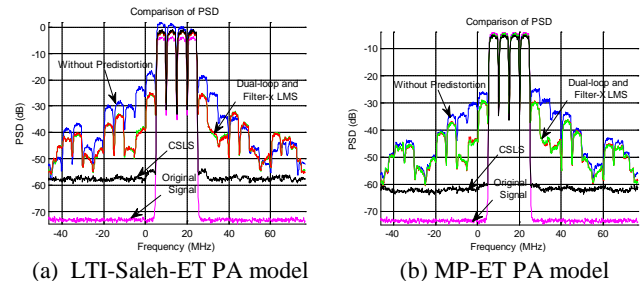 Comparison of PSD
0
-10
-20
-30
-40
-50
-60
-70
PSD (dB)
Without Predistortion
Dual-loop and
Filter-x LMS
CSLS
Original
Signal
-40 -20 0 20 40 60
Frequency (MHz)
(a) LTI-Saleh-ET PA model
Comparison of PSD
-10
-20
-30
-40
-50
-60
-70
PSD (dB)
Without Predistortion
Dual-loop and
Filter-X LMS
CSLS
Original
Signal
-40 -20 0 20 40 60
Frequency (MHz)
(b) MP-ET PA model